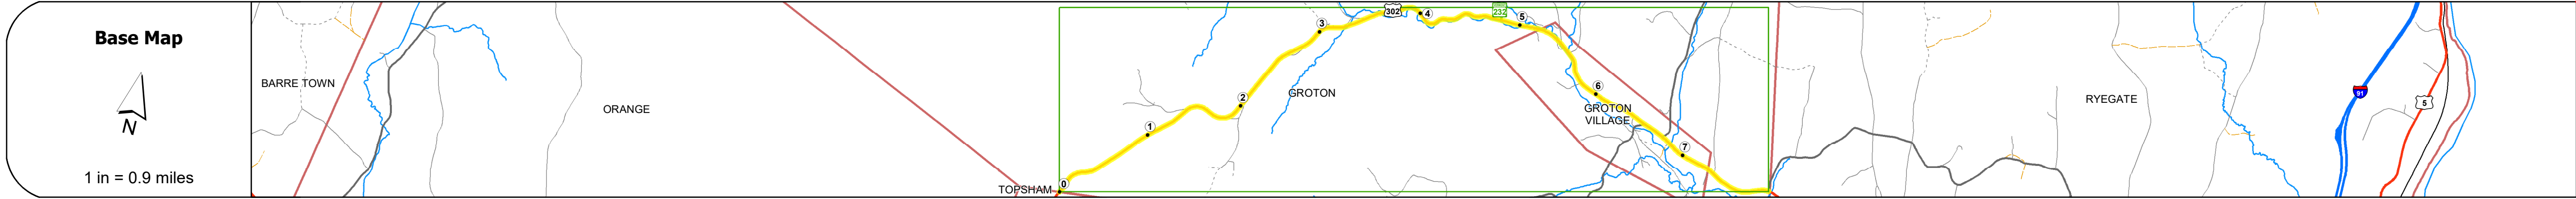 Base Map
N
1 in = 0.9 miles
BARRE TOWN
ORANGE
TOPSHAM
0
1
2
3
302
4
232
5
GROTON
6
GROTON
VILLAGE
7
RYEGATE
91
5